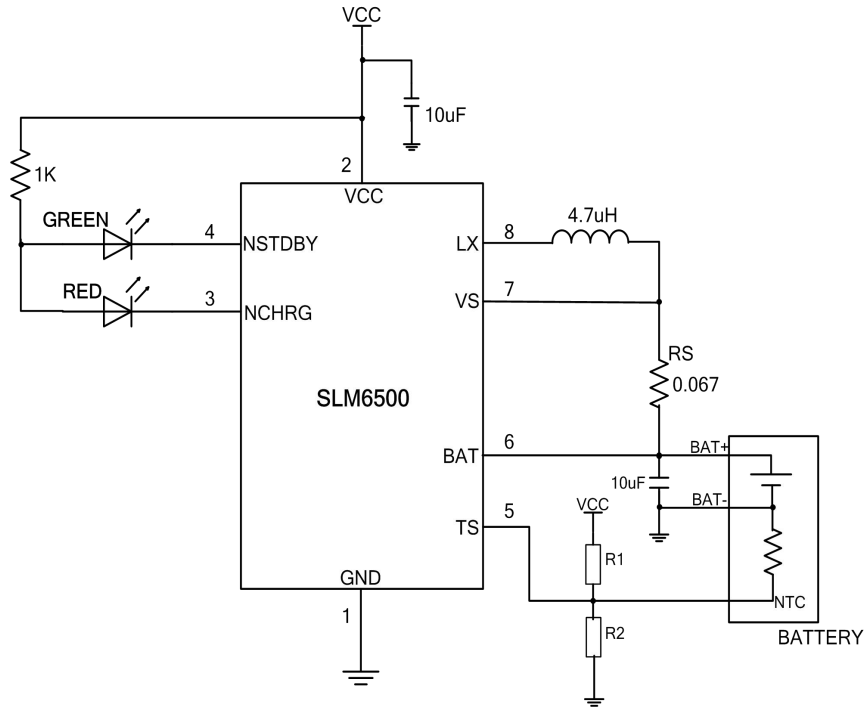 VCC
10uF
1K
2
VCC
GREEN
4
NSTDBY
LX
8
4.7uH
RED
3
NCHRG
VS
7
RS
0.067
SLM6500
BAT
6
BAT+
10uF
BAT-
VCC
TS
5
R1
GND
NTC
1
R2
BATTERY